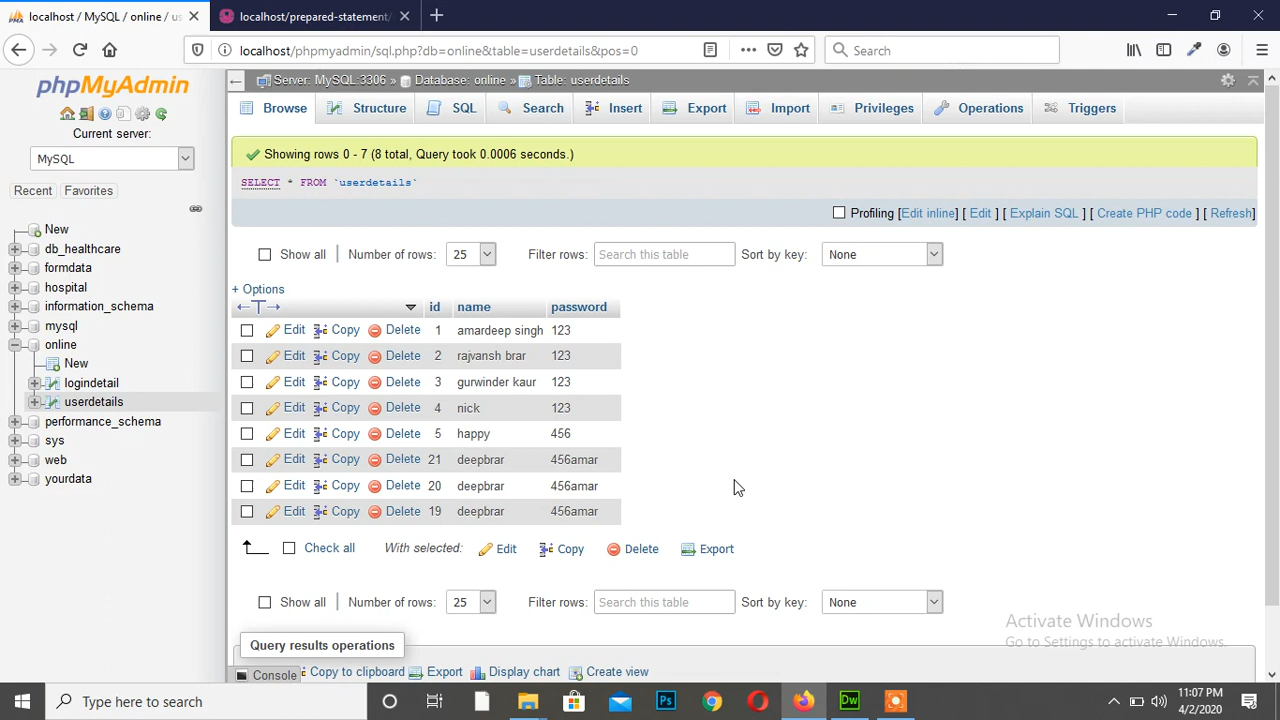 localhost / MySQL / online / us
localhost/prepared-statement/
localhost/phpmyadmin/sql.php?db=online&table=userdetails&pos=0
Search
phpMyAdmin
Current server:
MySQL
Recent
Favorites
New
db_healthcare
formdata
hospital
information_schema
mysql
online
New
logindetail
userdetails
performance_schema
sys
web
yourdata
Server: MySQL:3306 » Database: online » Table: userdetails
Browse Structure SQL Search Insert Export Import Privileges Operations Triggers
Showing rows 0 - 7 (8 total, Query took 0.0006 seconds.)
SELECT * FROM `userdetails`
Profiling [Edit inline] [ Edit ] [ Explain SQL ] [ Create PHP code ] [ Refresh]
Show all Number of rows: 25 Filter rows: Search this table Sort by key: None
+ Options
←T→ id name password
Edit Copy Delete 1 amardeep singh 123
Edit Copy Delete 2 rajvansh brar 123
Edit Copy Delete 3 gurwinder kaur 123
Edit Copy Delete 4 nick 123
Edit Copy Delete 5 happy 456
Edit Copy Delete 21 deepbrar 456amar
Edit Copy Delete 20 deepbrar 456amar
Edit Copy Delete 19 deepbrar 456amar
Check all With selected: Edit Copy Delete Export
Show all Number of rows: 25 Filter rows: Search this table Sort by key: None
Query results operations
Console
Copy to clipboard Export Display chart Create view
Activate Windows
Go to Settings to activate Windows.
Type here to search
Ps
Dw
11:07 PM
4/2/2020